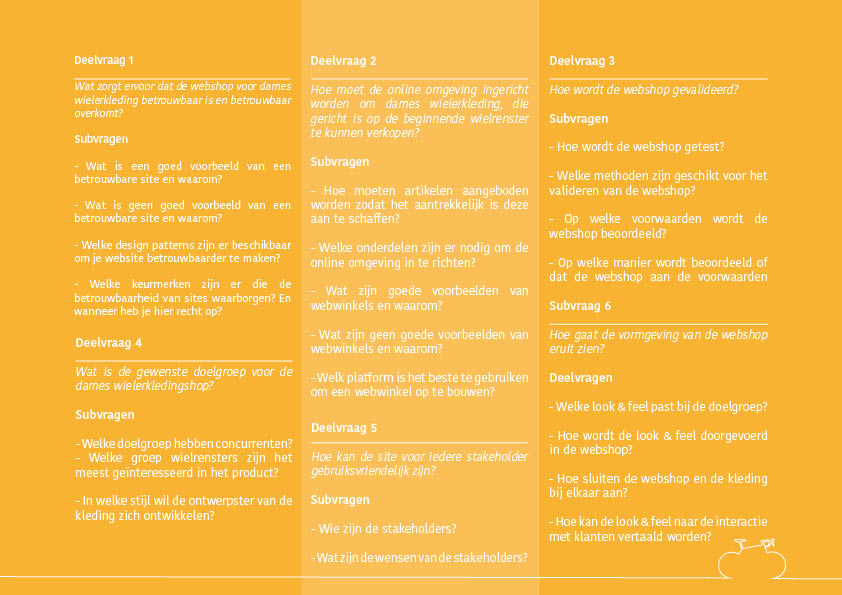 Deelvraag 1
Wat zorgt ervoor dat de webshop voor dames
wielerkleding betrouwbaar is en betrouwbaar
overkomt?
Subvragen
- Wat is een goed voorbeeld van een
betrouwbare site en waarom?
- Wat is geen goed voorbeeld van een
betrouwbare site en waarom?
- Welke design patterns zijn er beschikbaar
om je website betrouwbaarder te maken?
- Welke keurmerken zijn er die de
betrouwbaarheid van sites waarborgen? En
wanneer heb je hier recht op?
Deelvraag 4
Wat is de gewenste doelgroep voor de
dames wielerkledingshop?
Subvragen
- Welke doelgroep hebben concurrenten?
- Welke groep wielrensters zijn het
meest geïnteresseerd in het product?
- In welke stijl wil de ontwerpster van de
kleding zich ontwikkelen?
Deelvraag 2
Hoe moet de online omgeving ingericht
worden om dames wielerkleding, die
gericht is op de beginnende wielrenster
te kunnen verkopen?
Subvragen
- Hoe moeten artikelen aangeboden
worden zodat het aantrekkelijk is deze
aan te schaffen?
- Welke onderdelen zijn er nodig om de
online omgeving in te richten?
- Wat zijn goede voorbeelden van
webwinkels en waarom?
- Wat zijn geen goede voorbeelden van
webwinkels en waarom?
- Welk platform is het beste te gebruiken
om een webwinkel op te bouwen?
Deelvraag 5
Hoe kan de site voor iedere stakeholder
gebruiksvriendelijk zijn?
Subvragen
- Wie zijn de stakeholders?
- Wat zijn de wensen van de stakeholders?
Deelvraag 3
Hoe wordt de webshop gevalideerd?
Subvragen
- Hoe wordt de webshop getest?
- Welke methoden zijn geschikt voor het
valideren van de webshop?
- Op welke voorwaarden wordt de
webshop beoordeeld?
- Op welke manier wordt beoordeeld of
dat de webshop aan de voorwaarden
Subvraag 6
Hoe gaat de vormgeving van de webshop
eruit zien?
Deelvragen
- Welke look & feel past bij de doelgroep?
- Hoe wordt de look & feel doorgevoerd
in de webshop?
- Hoe sluiten de webshop en de kleding
bij elkaar aan?
- Hoe kan de look & feel naar de interactie
met klanten vertaald worden?